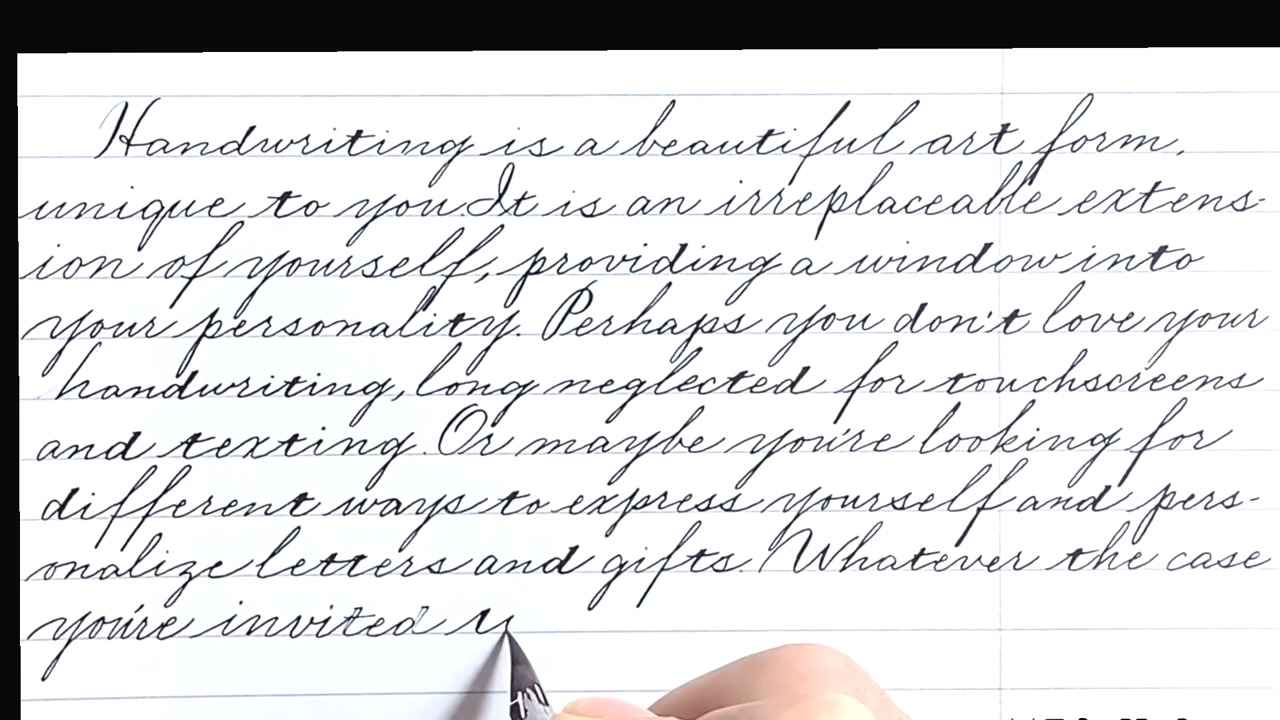 Handwriting is a beautiful art form,
unique to you. It is an irreplaceable extens-
ion of yourself, providing a window into
your personality. Perhaps you don't love your
handwriting, long neglected for touchscreens
and texting. Or maybe you're looking for
different ways to express yourself and pers-
onalize letters and gifts. Whatever the case
you're invited